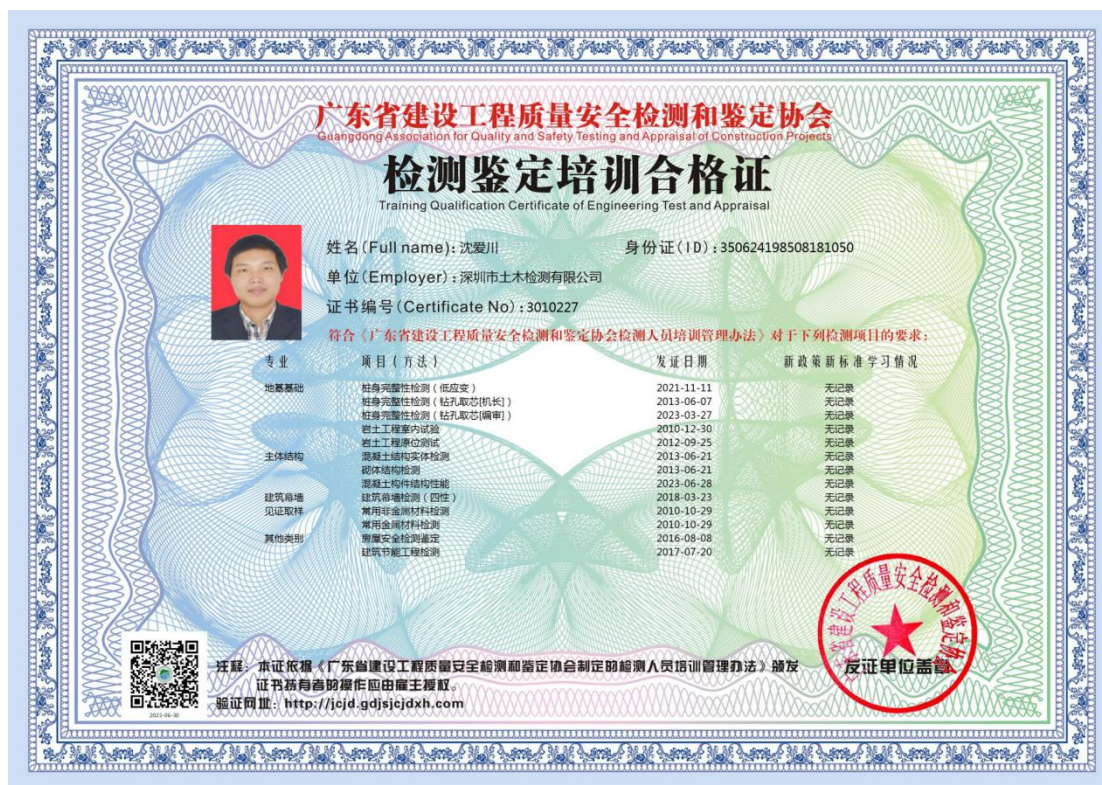 广东省建设工程质量安全检测和鉴定协会
Guangdong Association for Quality and Safety Testing and Appraisal of Construction Projects
检测鉴定培训合格证
Training Qualification Certificate of Engineering Test and Appraisal
姓名(Full name): 沈爱川 身份证(ID): 350624198508181050
单位(Employer): 深圳市土木检测有限公司
证书编号(Certificate No): 3010227
符合《广东省建设工程质量安全检测和鉴定协会检测人员培训管理办法》对于下列检测项目的要求:
专业 项目(方法) 发证日期 新政策新标准学习情况
地基基础 桩身完整性检测(低应变) 2021-11-11 无记录
桩身完整性检测(钻孔取芯[机长]) 2013-06-07 无记录
桩身完整性检测(钻孔取芯[编审]) 2023-03-27 无记录
岩土工程室内试验 2010-12-30 无记录
岩土工程原位测试 2012-09-25 无记录
主体结构 混凝土结构实体检测 2013-06-21 无记录
砌体结构检测 2013-06-21 无记录
混凝土构件结构性能 2023-06-28 无记录
建筑幕墙 建筑幕墙检测(四性) 2018-03-23 无记录
见证取样 常用非金属材料检测 2010-10-29 无记录
常用金属材料检测 2010-10-29 无记录
其他类别 房屋安全检测鉴定 2016-08-08 无记录
建筑节能工程检测 2017-07-20 无记录
广东省建设工程质量安全检测和鉴定协会
发证单位盖章
注释: 本证依据《广东省建设工程质量安全检测和鉴定协会制定的检测人员培训管理办法》颁发
证书持有者的操作应由雇主授权。
验证网址: http://jcjd.gdjsjcjdxh.com
2023-06-30